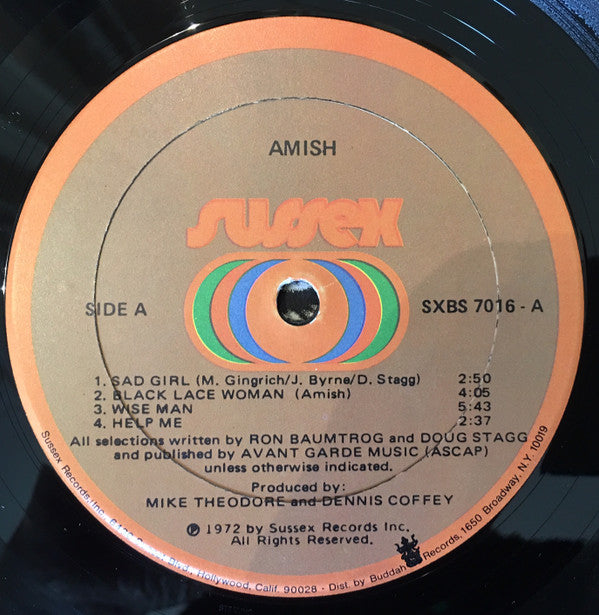 AMISH
sussex
SIDE A
SXBS 7016 - A
1. SAD GIRL (M. Gingrich/J. Byrne/D. Stagg) 2:50
2. BLACK LACE WOMAN (Amish) 4:05
3. WISE MAN 5:43
4. HELP ME 2:37
All selections written by RON BAUMTROG and DOUG STAGG
and published by AVANT GARDE MUSIC (ASCAP)
unless otherwise indicated.
Produced by:
MIKE THEODORE and DENNIS COFFEY
℗ 1972 by Sussex Records Inc.
All Rights Reserved.
Sussex Records, Inc. Blvd., Hollywood, Calif. 90028 - Dist. by Buddah Records, 1650 Broadway, N.Y. 10019